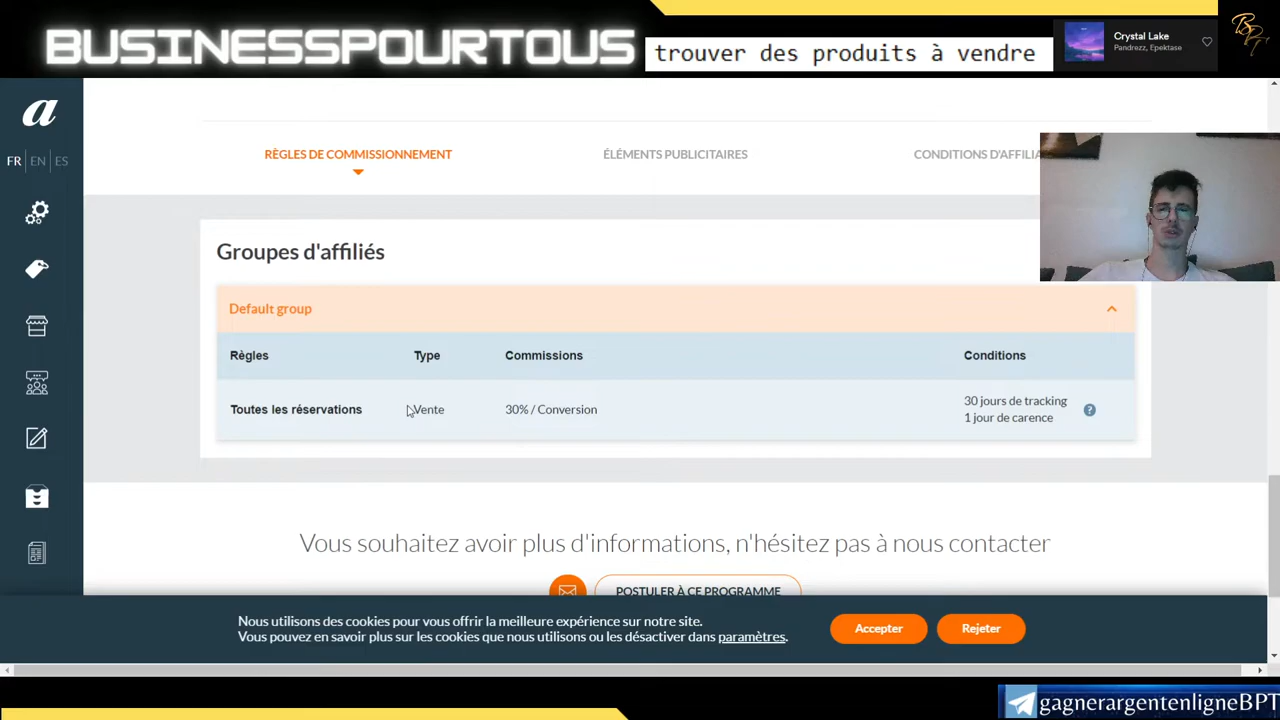 BUSINESSPOURTOUS
trouver des produits à vendre
Crystal Lake
Pandrezz, Epektase
a
FR EN ES
RÈGLES DE COMMISSIONNEMENT
ÉLÉMENTS PUBLICITAIRES
CONDITIONS D'AFFILIA
Groupes d'affiliés
Default group
Règles Type Commissions Conditions
Toutes les réservations Vente 30% / Conversion 30 jours de tracking
1 jour de carence
?
Vous souhaitez avoir plus d'informations, n'hésitez pas à nous contacter
POSTULER À CE PROGRAMME
Nous utilisons des cookies pour vous offrir la meilleure expérience sur notre site.
Vous pouvez en savoir plus sur les cookies que nous utilisons ou les désactiver dans paramètres.
Accepter
Rejeter
gagnerargentenligneBPT